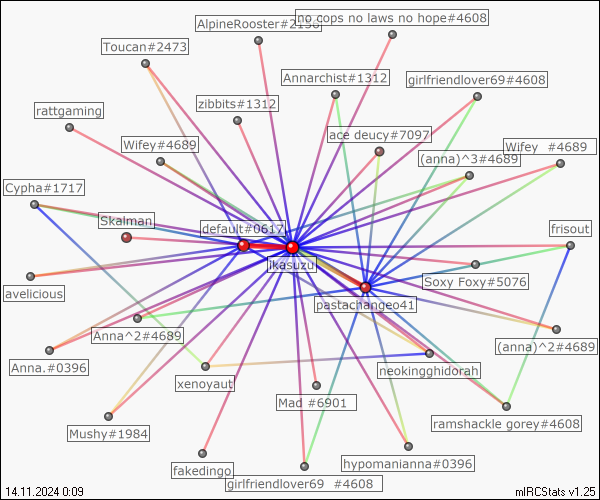 AlpineRooster#2156
no cops no laws no hope#4608
Toucan#2473
Annarchist#1312
girlfriendlover69#4608
rattgaming
zibbits#1312
ace deucy#7097
Wifey#4689
(anna)^3#4689
Wifey #4689
Cypha#1717
Skalman
default#0617
frisout
ikasuzu
Soxy Foxy#5076
avelicious
pastachangeo41
Anna^2#4689
(anna)^2#4689
Anna.#0396
xenoyaut
neokingghidorah
Mad #6901
Mushy#1984
ramshackle gorey#4608
fakedingo
hypomanianna#0396
girlfriendlover69 #4608
14.11.2024 0:09
mIRCStats v1.25